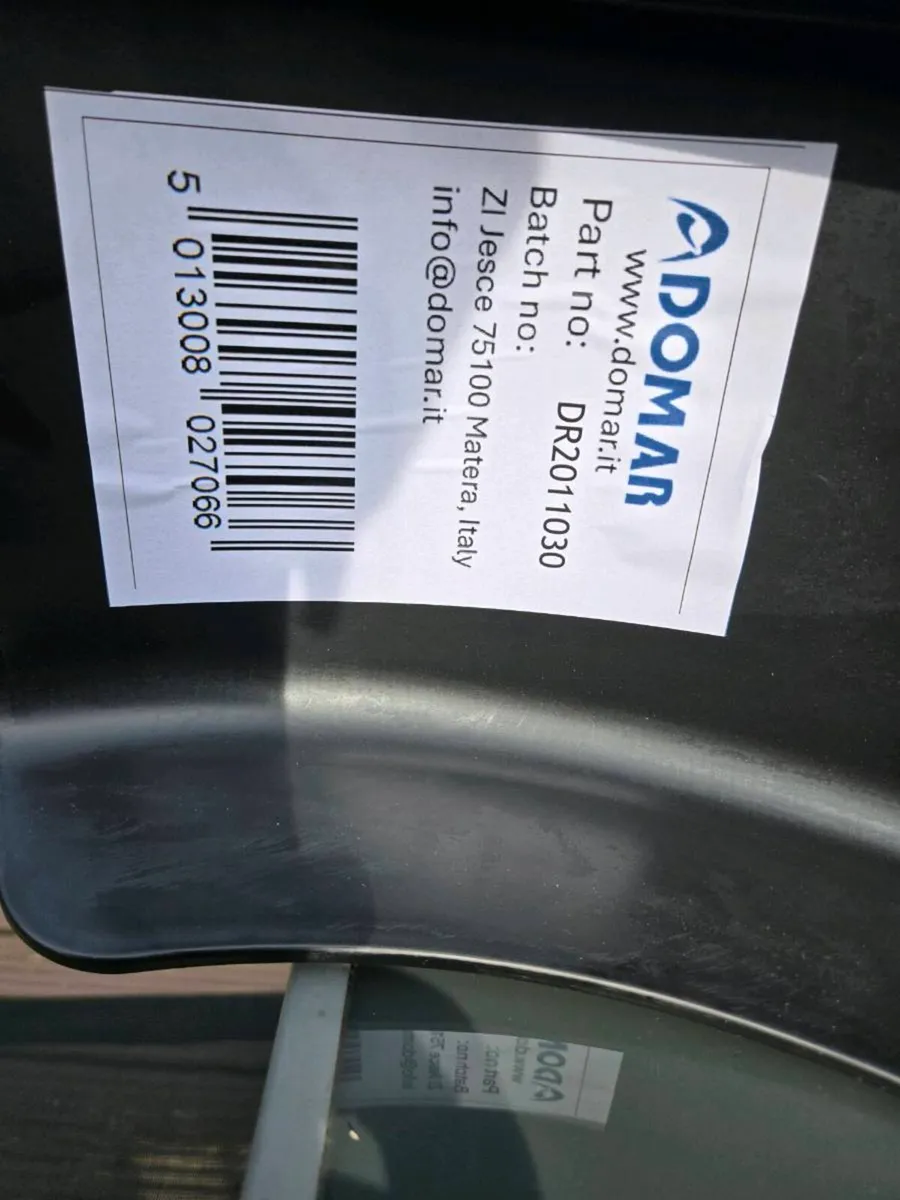 ADOMAR
www.domar.it
Part no: DR2011030
Batch no:
ZI Jesce 75100 Matera, Italy
info@domar.it
5 013008 027066